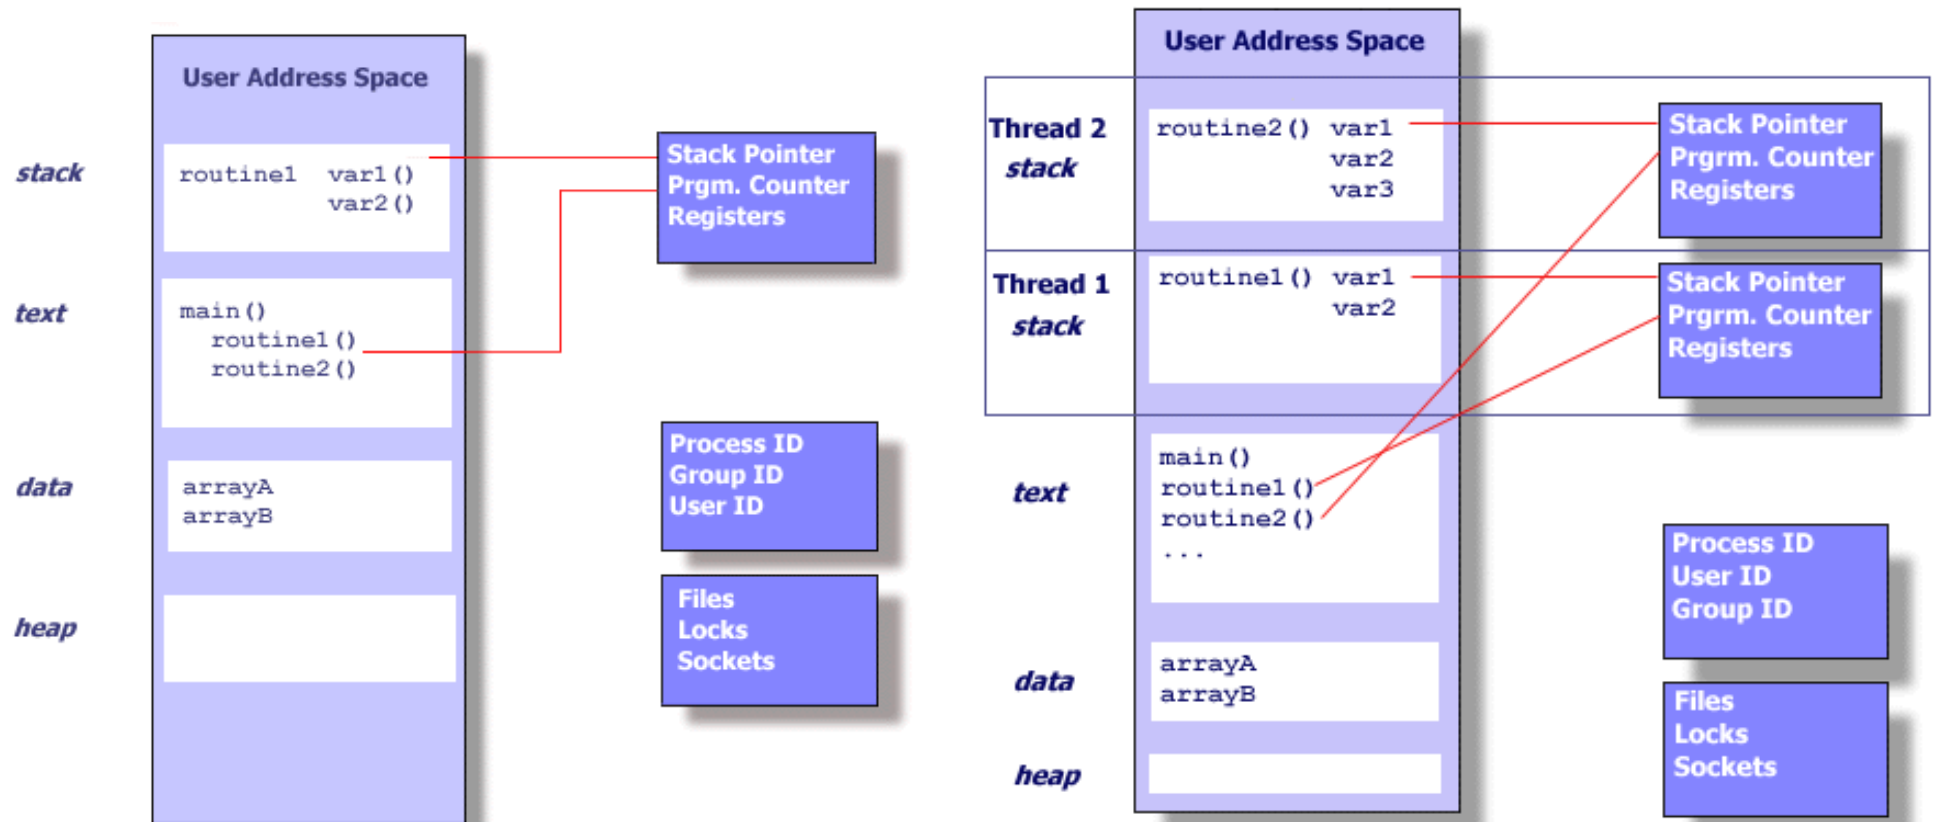 User Address Space
stack
routine1 var1()
var2()
Stack Pointer
Prgm. Counter
Registers
text
main()
routine1()
routine2()
data
arrayA
arrayB
Process ID
Group ID
User ID
heap
Files
Locks
Sockets
User Address Space
Thread 2
stack
routine2() var1
var2
var3
Stack Pointer
Prgrm. Counter
Registers
Thread 1
stack
routine1() var1
var2
Stack Pointer
Prgrm. Counter
Registers
text
main()
routine1()
routine2()
...
Process ID
User ID
Group ID
data
arrayA
arrayB
Files
Locks
Sockets
heap